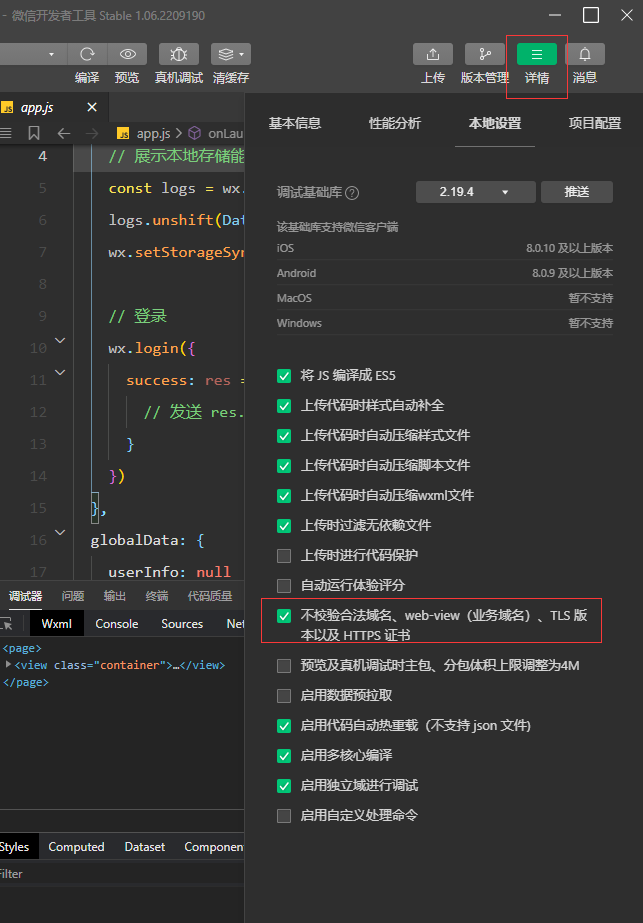 - 微信开发者工具 Stable 1.06.2209190
编译 预览 真机调试 清缓存 上传 版本管理 详情 消息
JS app.js
JS app.js > onLau
基本信息 性能分析 本地设置 项目配置
4 // 展示本地存储能
5 const logs = wx.
6 logs.unshift(Dat
7 wx.setStorageSyn
8
9 // 登录
10 wx.login({
11 success: res =
12 // 发送 res.
13 }
14 })
15 },
16 globalData: {
17 userInfo: null
调试基础库 ? 2.19.4 推送
该基础库支持微信客户端
iOS 8.0.10 及以上版本
Android 8.0.9 及以上版本
MacOS 暂不支持
Windows 暂不支持
将 JS 编译成 ES5
上传代码时样式自动补全
上传代码时自动压缩样式文件
上传代码时自动压缩脚本文件
上传代码时自动压缩wxml文件
上传时过滤无依赖文件
上传时进行代码保护
自动运行体验评分
不校验合法域名、web-view（业务域名）、TLS 版
本以及 HTTPS 证书
预览及真机调试时主包、分包体积上限调整为4M
启用数据预拉取
启用代码自动热重载（不支持 json 文件）
启用多核心编译
启用独立域进行调试
启用自定义处理命令
调试器 问题 输出 终端 代码质量
Wxml Console Sources Net
<page>
<view class="container">…</view>
</page>
Styles Computed Dataset Componen
ilter